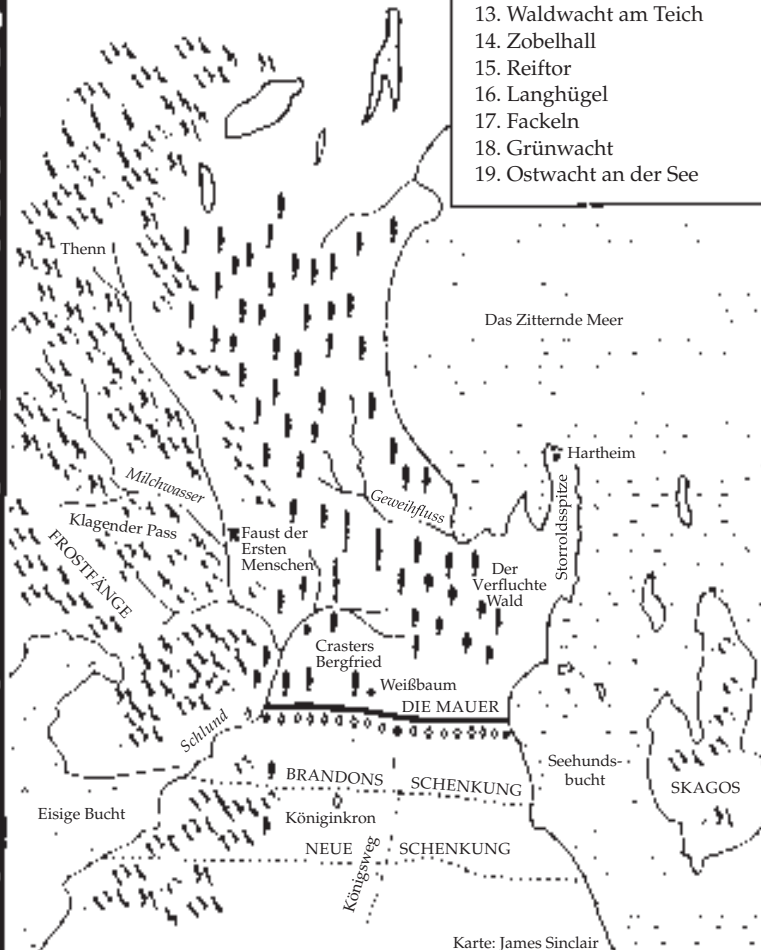 13. Waldwacht am Teich
14. Zobelhall
15. Reiftor
16. Langhügel
17. Fackeln
18. Grünwacht
19. Ostwacht an der See
Thenn
Das Zitternde Meer
Hartheim
Milchwasser
Geweihfluss
Storroldsspitze
Klagender Pass
Faust der
Ersten
Menschen
FROSTFÄNGE
Der
Verfluchte
Wald
Crasters
Bergfried
Weißbaum
DIE MAUER
Schlund
Seehunds-
bucht
BRANDONS SCHENKUNG
SKAGOS
Eisige Bucht
Königinkron
NEUE SCHENKUNG
Königsweg
Karte: James Sinclair